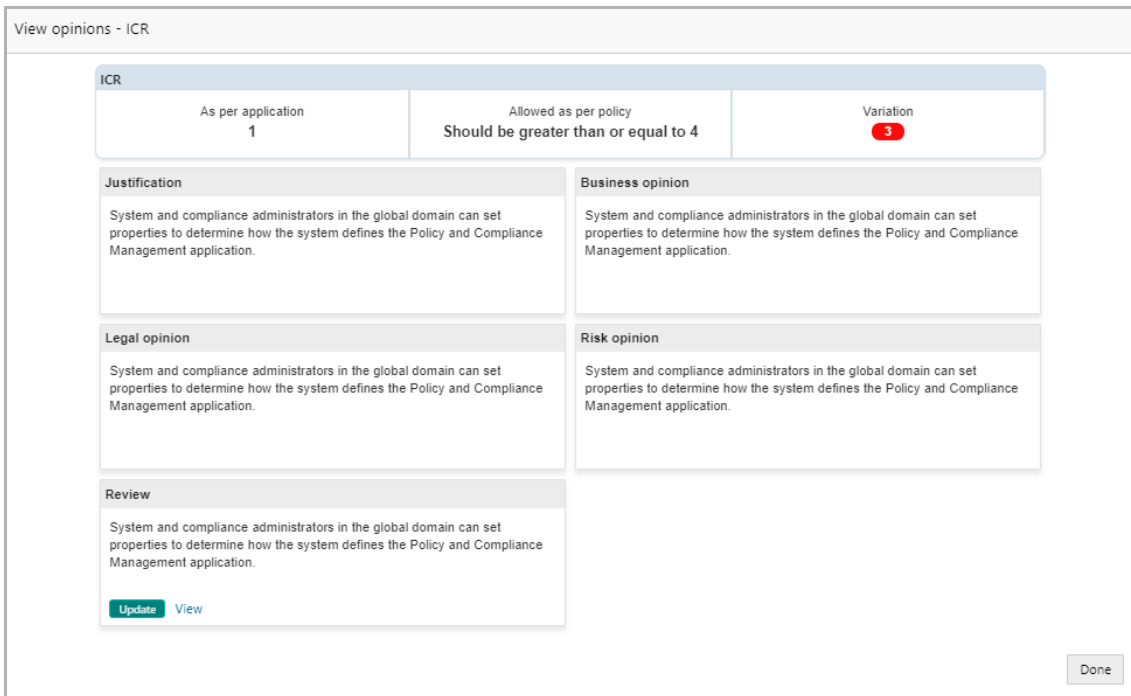 View opinions - ICR
ICR
As per application
1
Allowed as per policy
Should be greater than or equal to 4
Variation
3
Justification
System and compliance administrators in the global domain can set
properties to determine how the system defines the Policy and Compliance
Management application.
Business opinion
System and compliance administrators in the global domain can set
properties to determine how the system defines the Policy and Compliance
Management application.
Legal opinion
System and compliance administrators in the global domain can set
properties to determine how the system defines the Policy and Compliance
Management application.
Risk opinion
System and compliance administrators in the global domain can set
properties to determine how the system defines the Policy and Compliance
Management application.
Review
System and compliance administrators in the global domain can set
properties to determine how the system defines the Policy and Compliance
Management application.
Update View
Done